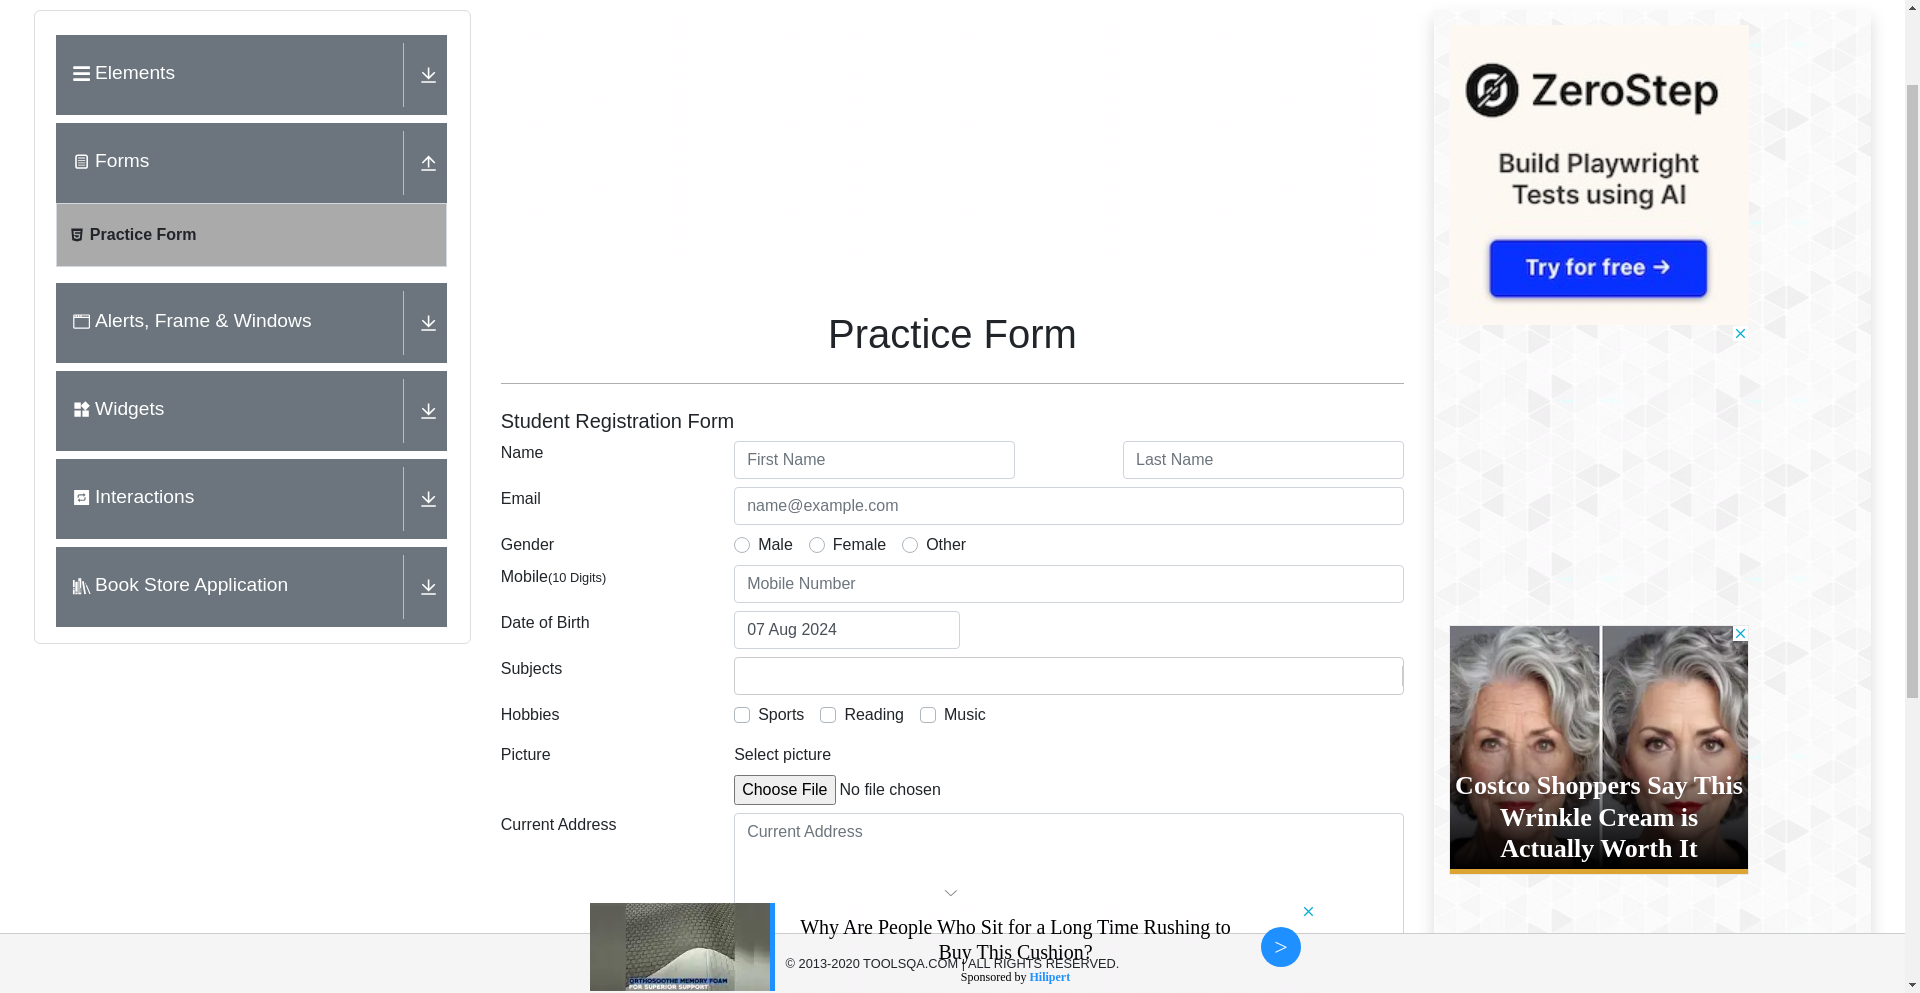 Elements
Forms
Practice Form
Alerts, Frame & Windows
Widgets
Interactions
Book Store Application
Practice Form
Student Registration Form
Name
First Name
Last Name
Email
name@example.com
Gender
Male
Female
Other
Mobile(10 Digits)
Mobile Number
Date of Birth
07 Aug 2024
Subjects
Hobbies
Sports
Reading
Music
Picture
Select picture
Choose File No file chosen
Current Address
Current Address
ZeroStep
Build Playwright
Tests using AI
Try for free →
Costco Shoppers Say This
Wrinkle Cream is
Actually Worth It
ORTHOSOOTHE MEMORY FOAM
FOR SUPERIOR SUPPORT
Why Are People Who Sit for a Long Time Rushing to
Buy This Cushion?
© 2013-2020 TOOLSQA.COM | ALL RIGHTS RESERVED.
Sponsored by Hilipert
>